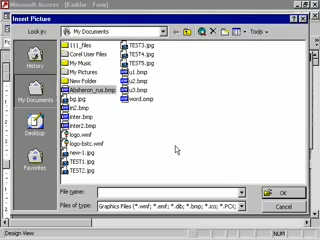 Microsoft Access - [Kadrlar : Form]
Insert Picture
Look in:
My Documents
Tools
History
My Documents
Desktop
Favorites
111_files
Corel User Files
My Music
My Pictures
New Folder
Absheron_rus.bmp
bg.jpg
in2.bmp
inter.bmp
inter2.bmp
logo.wmf
logo-bstc.wmf
new-1.jpg
TEST1.jpg
TEST2.jpg
TEST3.jpg
TEST4.jpg
TEST5.jpg
u1.bmp
u2.bmp
u3.bmp
word.omp
File name:
OK
Files of type:
Graphics Files (*.wmf; *.emf; *.dib; *.bmp; *.ico; *.PCX;
Cancel
Design View
NUM